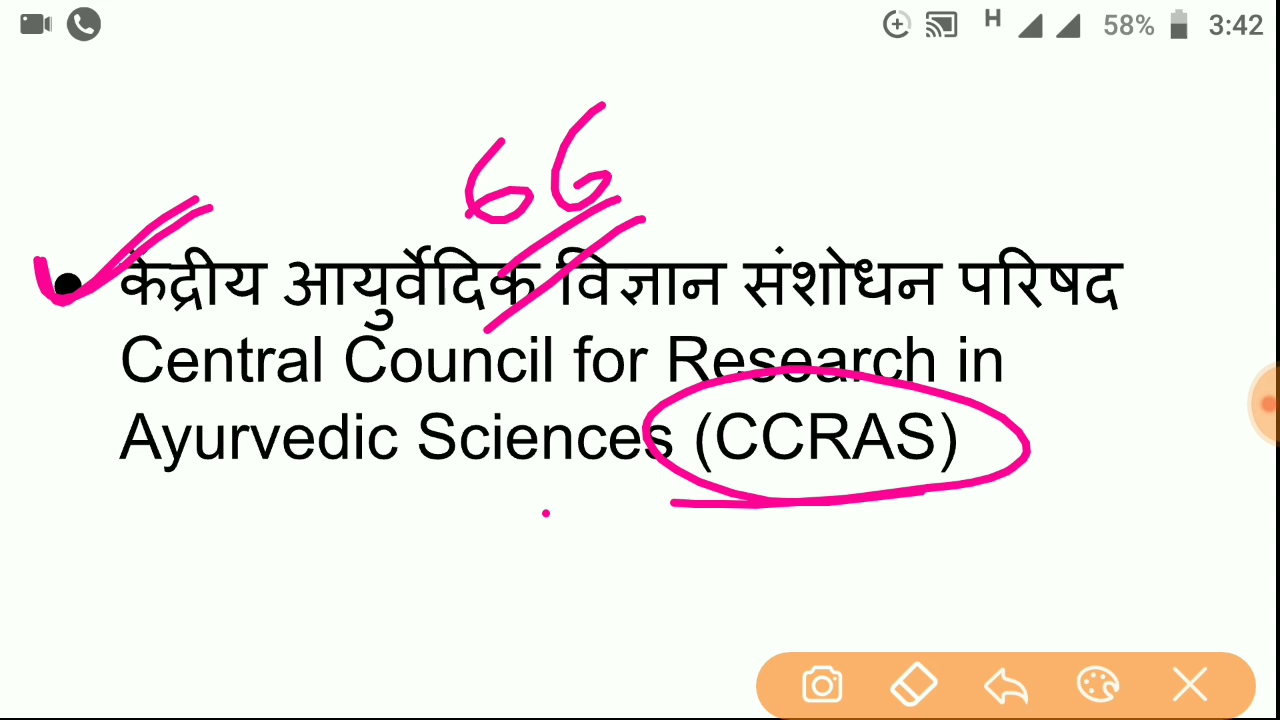 H 58% 3:42
66
केद्रीय आयुर्वेदिक विज्ञान संशोधन परिषद
Central Council for Research in
Ayurvedic Sciences (CCRAS)